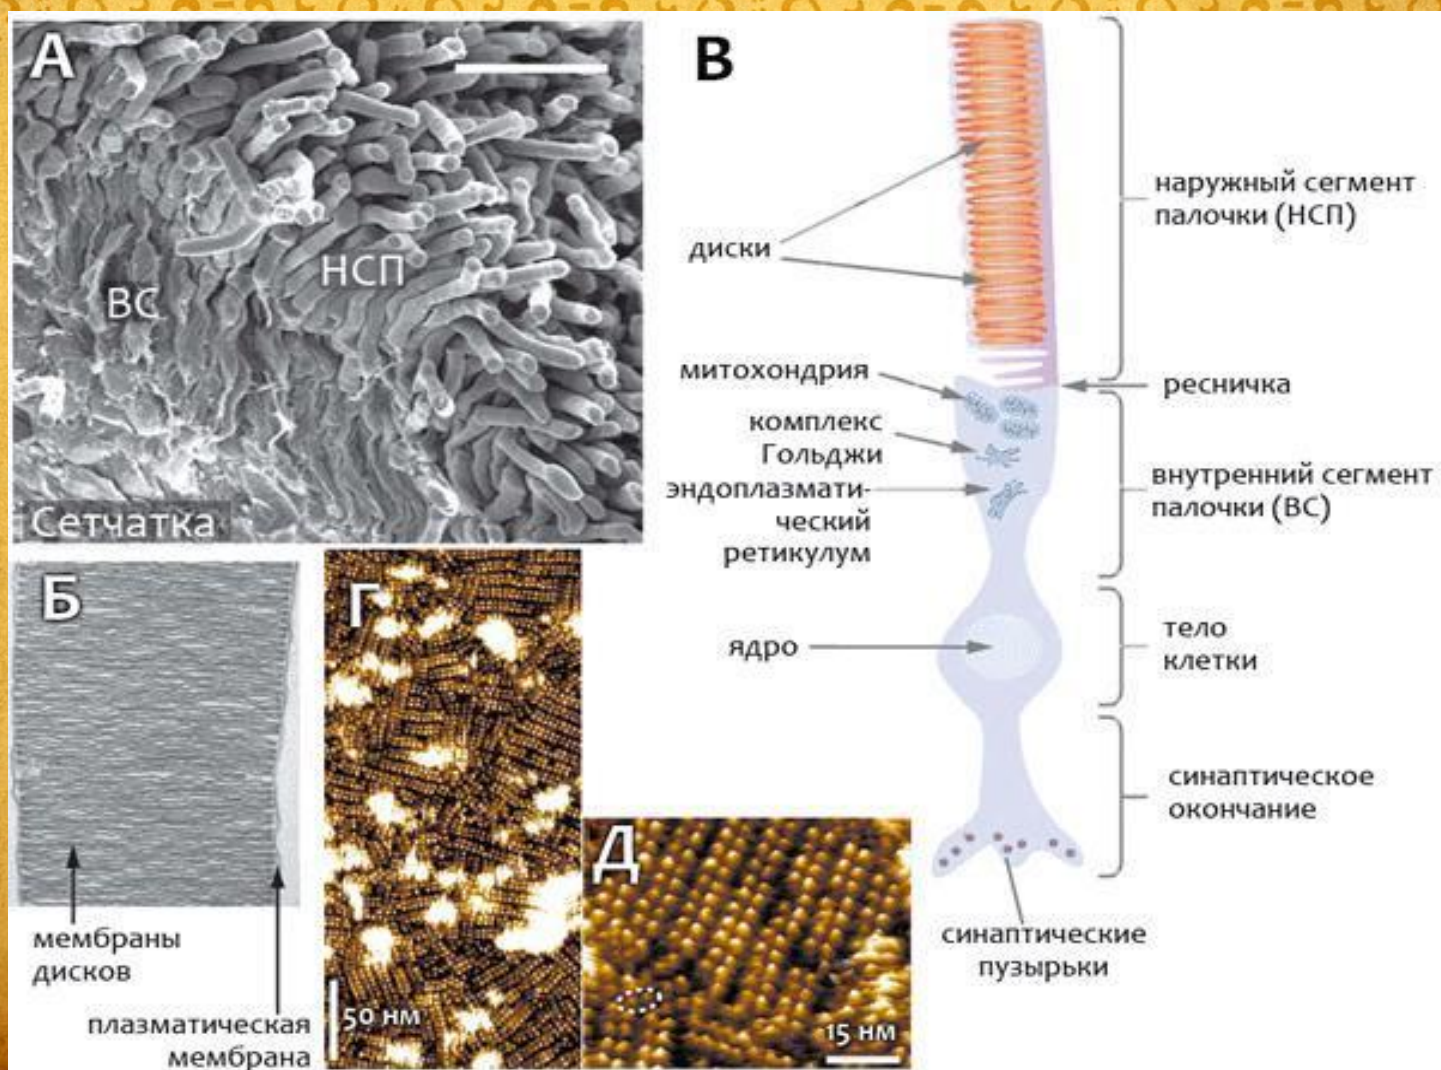 А
НСП
ВС
Сетчатка
Б
мембраны
дисков
плазматическая
мембрана
В
диски
митохондрия
комплекс
Гольджи
эндоплазмати-
ческий
ретикулум
ядро
наружный сегмент
палочки (НСП)
ресничка
внутренний сегмент
палочки (ВС)
тело
клетки
синаптическое
окончание
синаптические
пузырьки
Г
50 нм
Д
15 нм